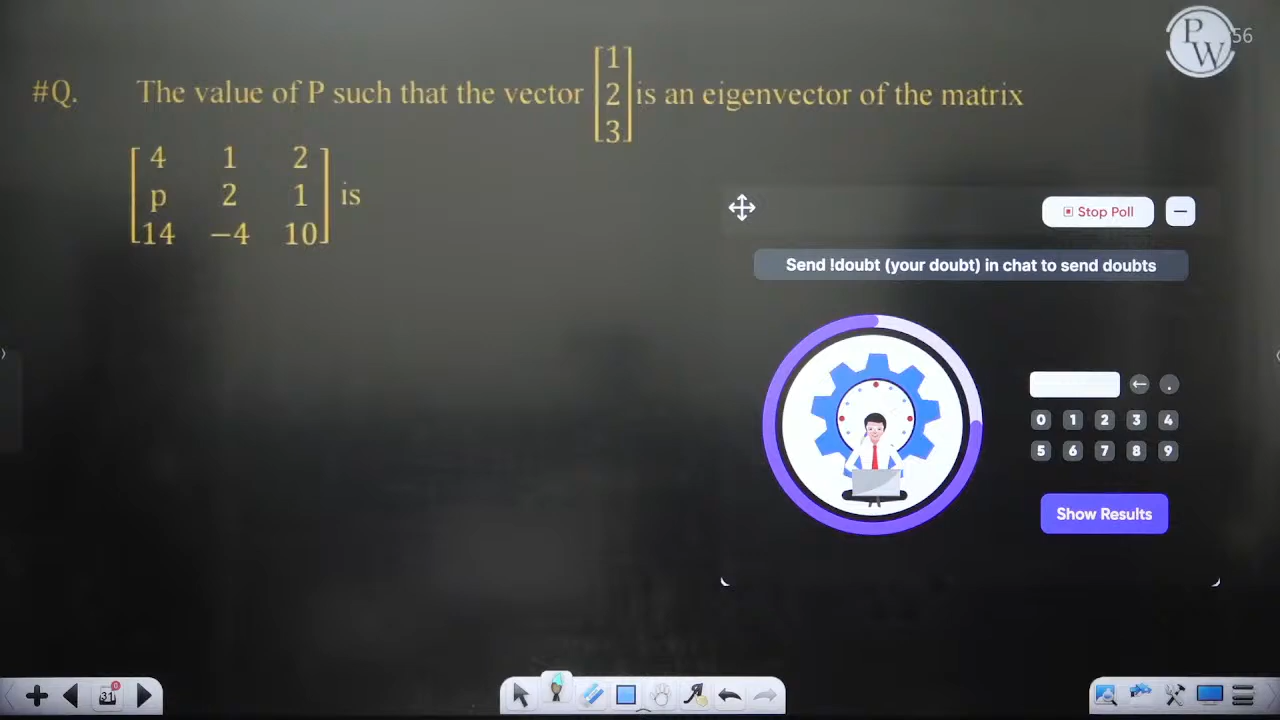 P
W
56
#Q. The value of P such that the vector [1 2 3] is an eigenvector of the matrix
[4 1 2
p 2 1
14 −4 10] is
Stop Poll
Send !doubt (your doubt) in chat to send doubts
0 1 2 3 4
5 6 7 8 9
Show Results
31